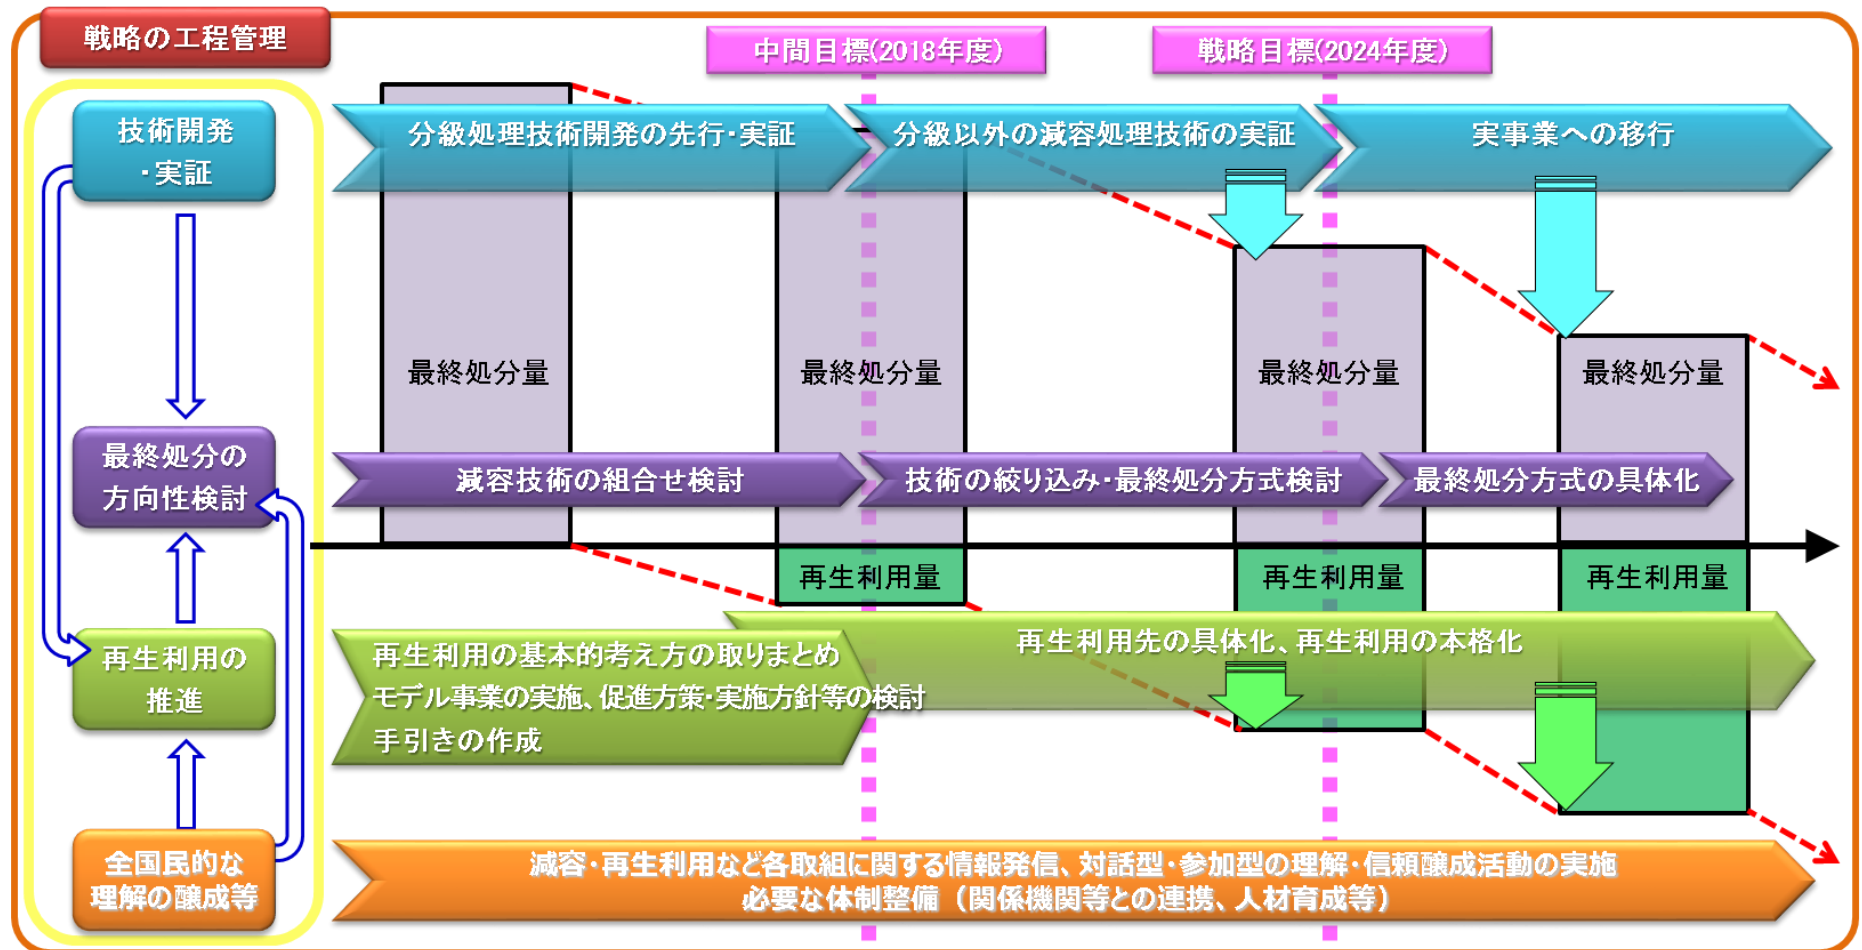 戦略の工程管理
中間目標(2018年度)
戦略目標(2024年度)
技術開発
・実証
分級処理技術開発の先行・実証
分級以外の減容処理技術の実証
実事業への移行
最終処分量
最終処分量
最終処分量
最終処分量
最終処分の
方向性検討
減容技術の組合せ検討
技術の絞り込み・最終処分方式検討
最終処分方式の具体化
再生利用量
再生利用量
再生利用量
再生利用の
推進
再生利用の基本的考え方の取りまとめ
モデル事業の実施、促進方策・実施方針等の検討
手引きの作成
再生利用先の具体化、再生利用の本格化
全国民的な
理解の醸成等
減容・再生利用など各取組に関する情報発信、対話型・参加型の理解・信頼醸成活動の実施
必要な体制整備（関係機関等との連携、人材育成等）